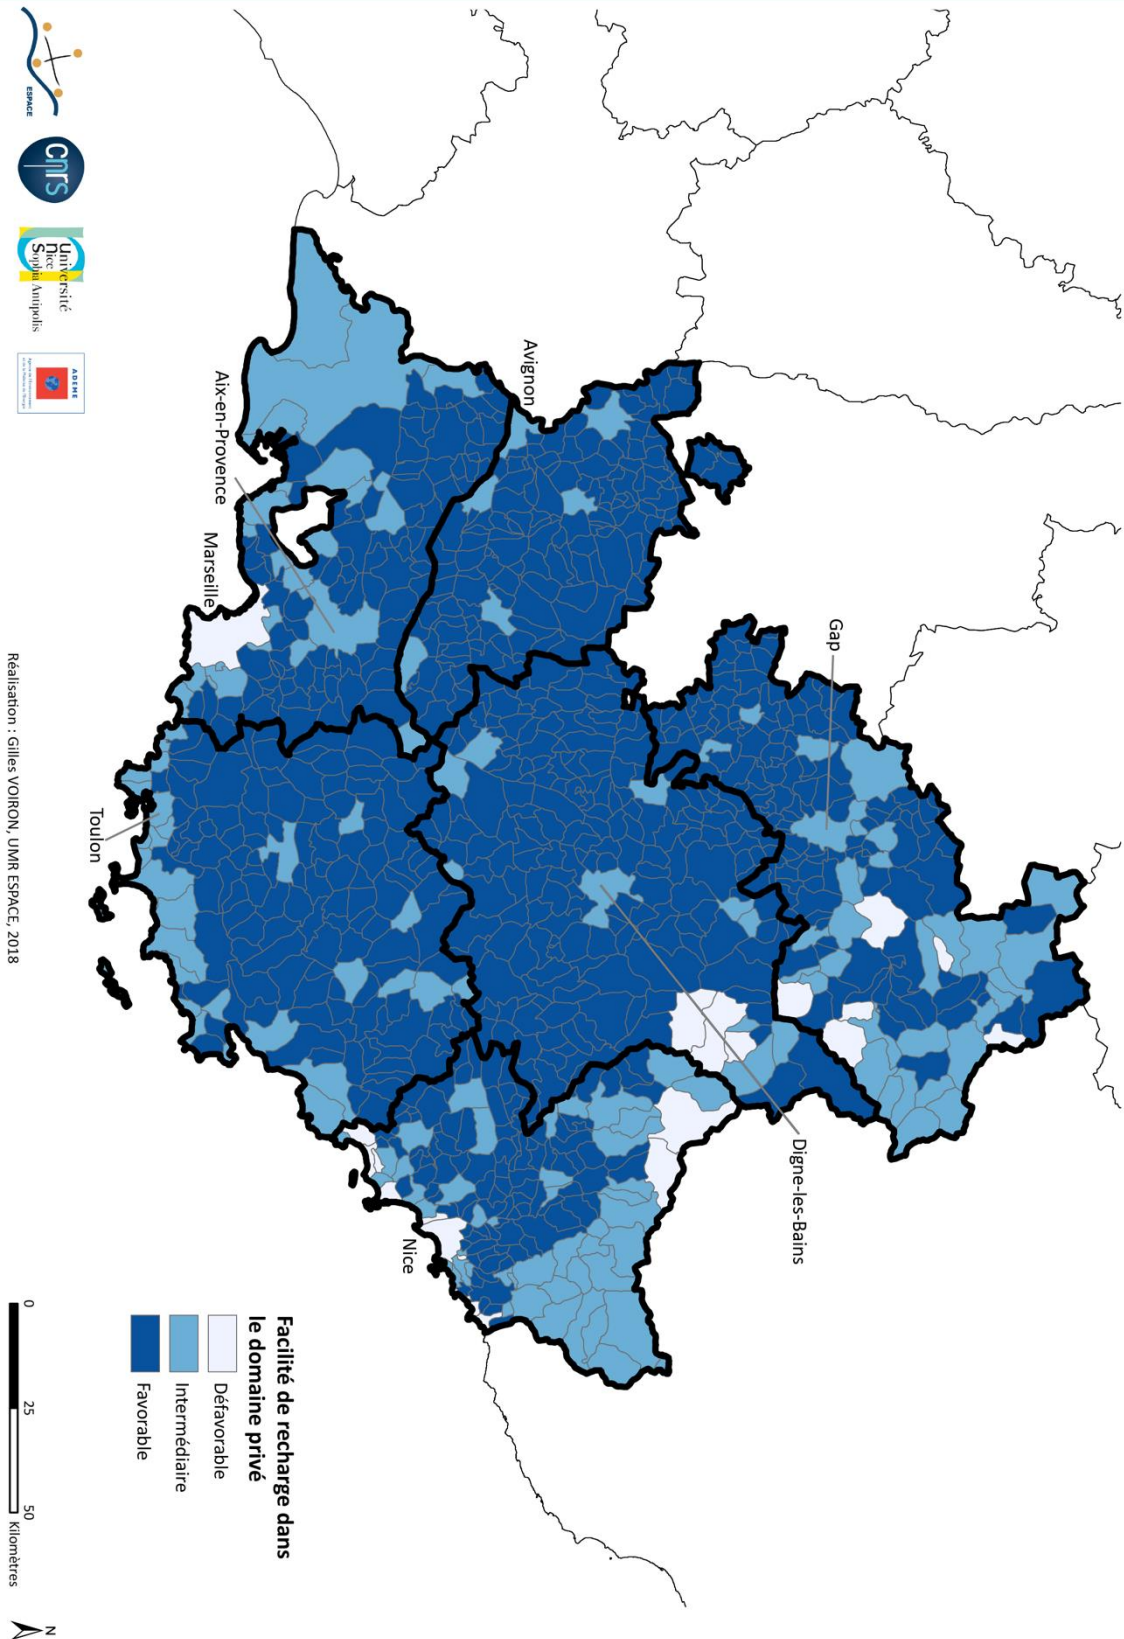 Gap
Avignon
Digne-les-Bains
Aix-en-Provence
Marseille
Nice
Toulon
Facilité de recharge dans
le domaine privé
Défavorable
Intermédiaire
Favorable
0 25 50
Kilomètres
N
ESPACE
cnrs
Université
nice
Sophia Antipolis
ADEME
Réalisation : Gilles VOIRON, UMR ESPACE, 2018